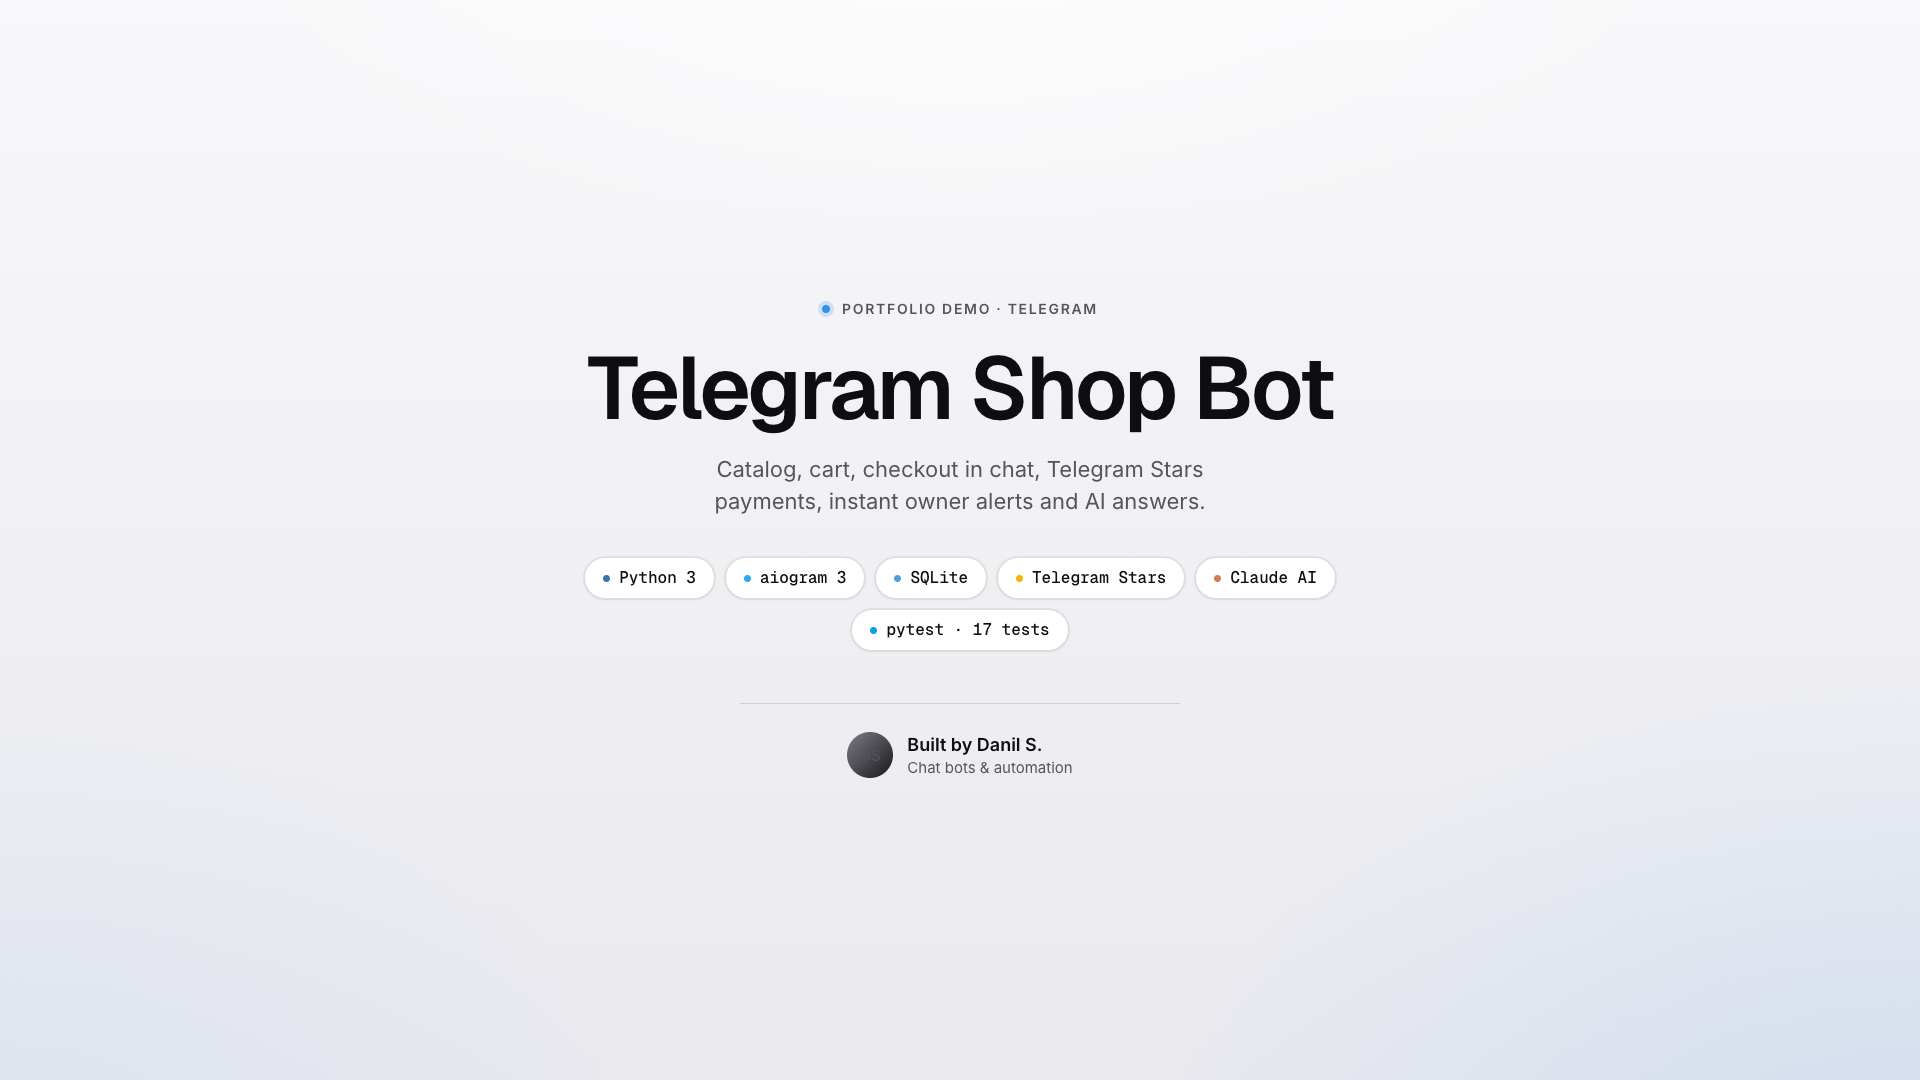 PORTFOLIO DEMO · TELEGRAM
Telegram Shop Bot
Catalog, cart, checkout in chat, Telegram Stars
payments, instant owner alerts and AI answers.
Python 3
aiogram 3
SQLite
Telegram Stars
Claude AI
pytest · 17 tests
DS
Built by Danil S.
Chat bots & automation